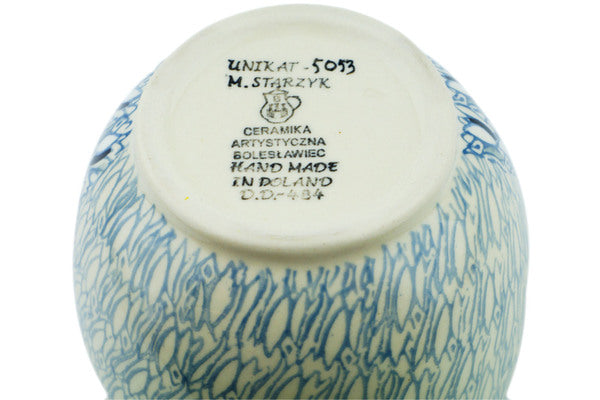 UNIKAT-5053
M. STARZYK
CERAMIKA
ARTYSTYCZNA
BOLESŁAWIEC
HAND MADE
IN POLAND
D.D.-484